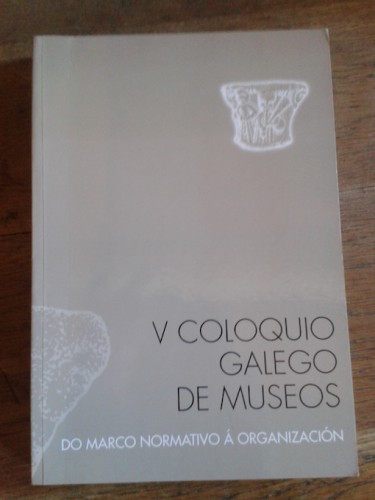 V COLOQUIO
GALEGO
DE MUSEOS
DO MARCO NORMATIVO Á ORGANIZACIÓN